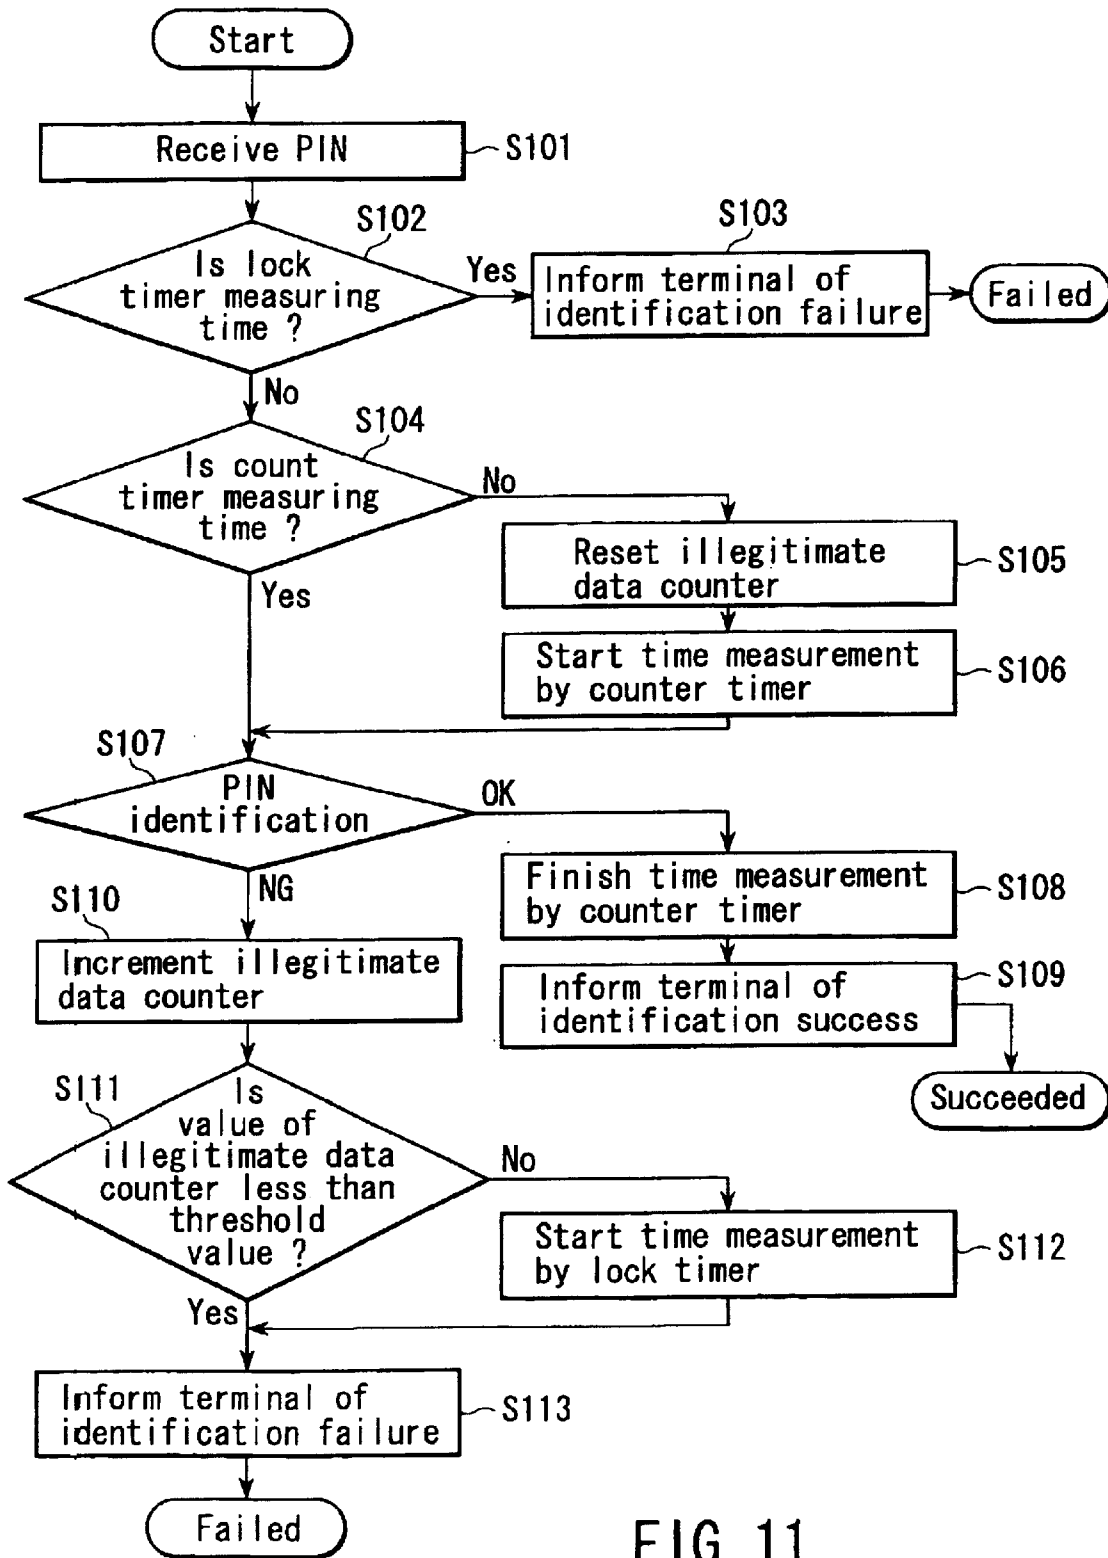 Start
Receive PIN
S101
S102
Is lock
timer measuring
time ?
Yes
S103
Inform terminal of
identification failure
Failed
No
S104
Is count
timer measuring
time ?
No
Reset illegitimate
data counter
S105
Yes
Start time measurement
by counter timer
S106
S107
PIN
identification
OK
Finish time measurement
by counter timer
S108
NG
S110
Increment illegitimate
data counter
Inform terminal of
identification success
S109
Succeeded
S111
Is
value of
illegitimate data
counter less than
threshold
value ?
No
Start time measurement
by lock timer
S112
Yes
Inform terminal of
identification failure
S113
Failed
FIG. 11